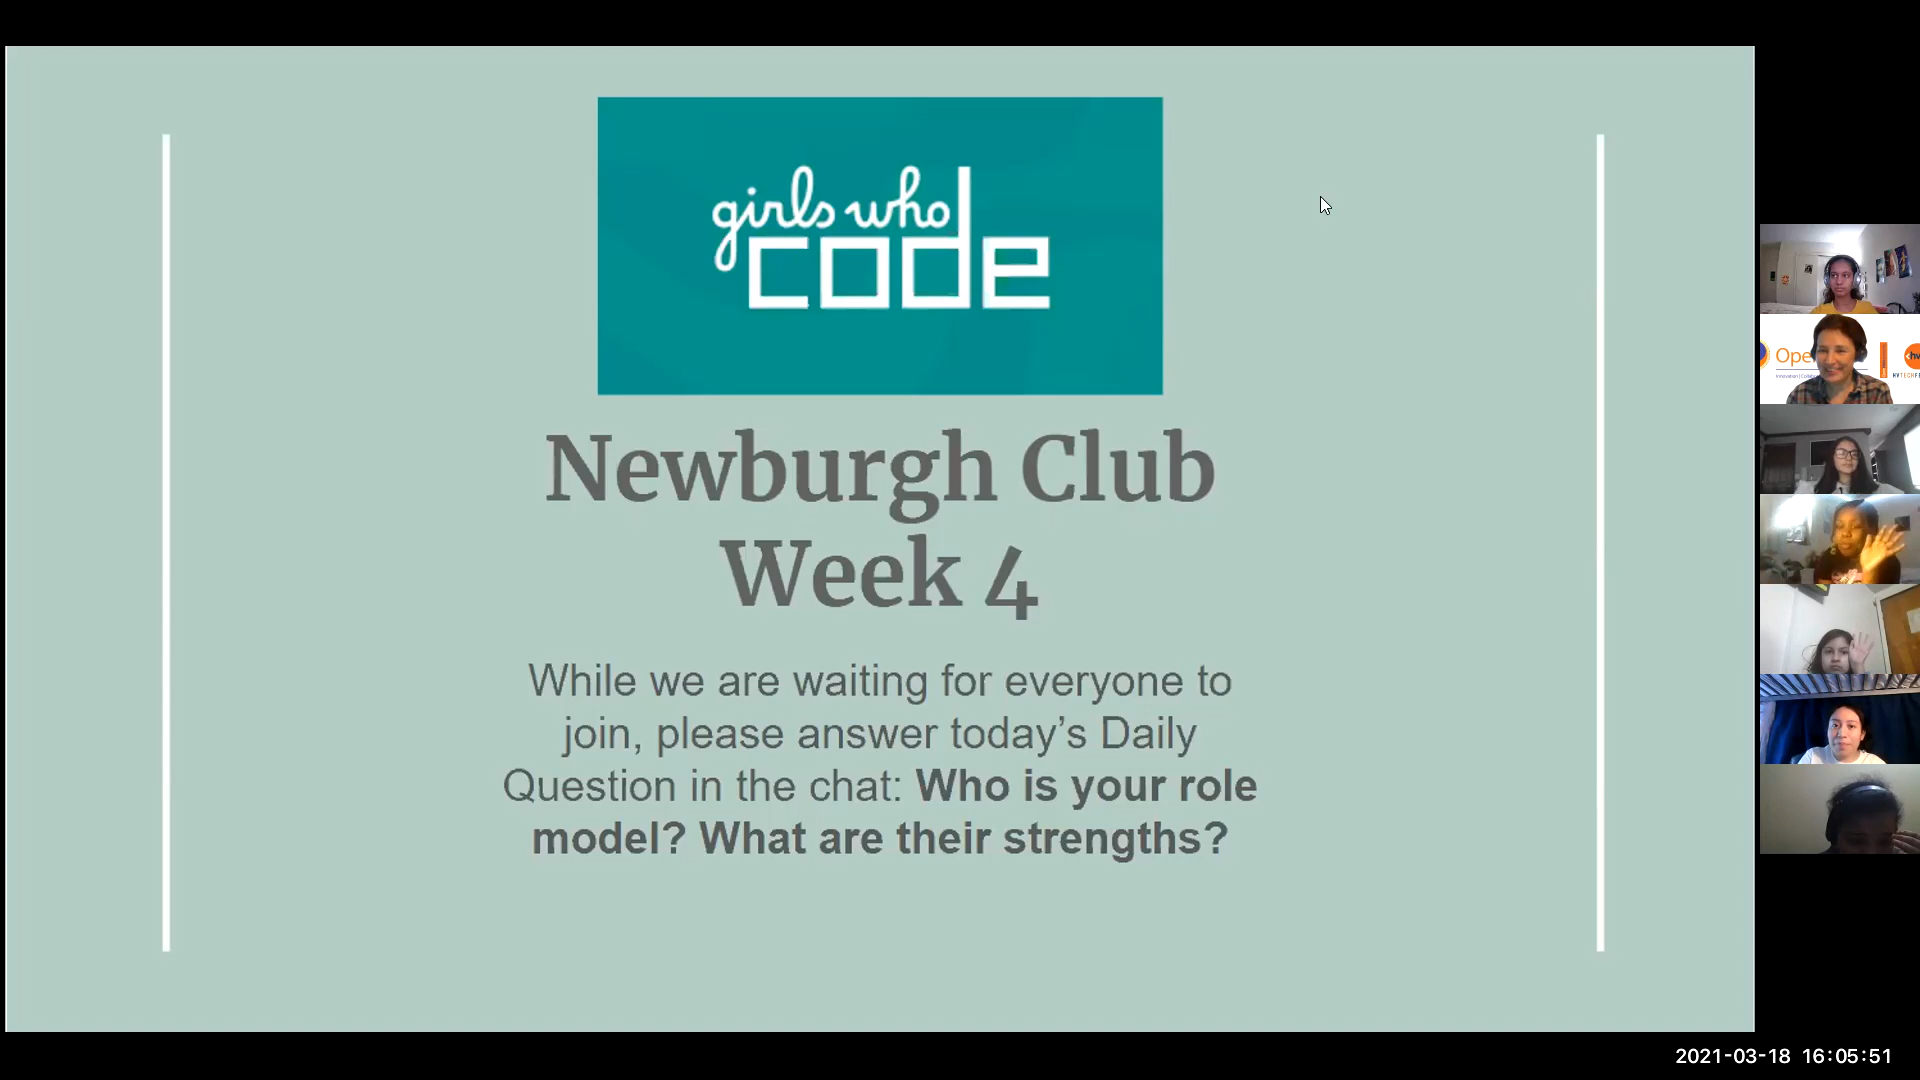 girls who
code
Newburgh Club
Week 4
While we are waiting for everyone to
join, please answer today's Daily
Question in the chat: Who is your role
model? What are their strengths?
Ope
2021-03-18 16:05:51